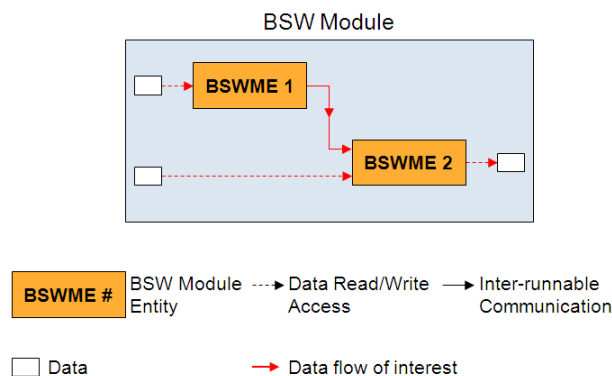 BSW Module
BSWME 1
BSWME 2
BSWME #
BSW Module
Entity
Data Read/Write
Access
Inter-runnable
Communication
Data
Data flow of interest